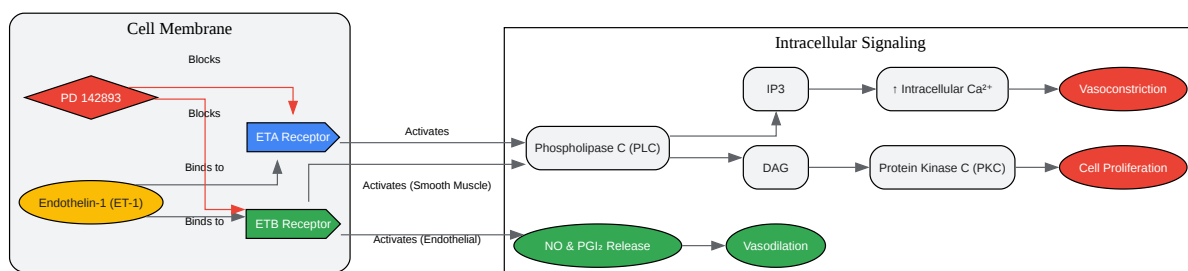 Cell Membrane
Blocks
PD 142893
Blocks
ETA Receptor
Binds to
Endothelin-1 (ET-1)
Binds to
ETB Receptor
Activates
Activates (Smooth Muscle)
Activates (Endothelial)
Intracellular Signaling
IP3
↑ Intracellular Ca²⁺
Vasoconstriction
Phospholipase C (PLC)
DAG
Protein Kinase C (PKC)
Cell Proliferation
NO & PGI₂ Release
Vasodilation